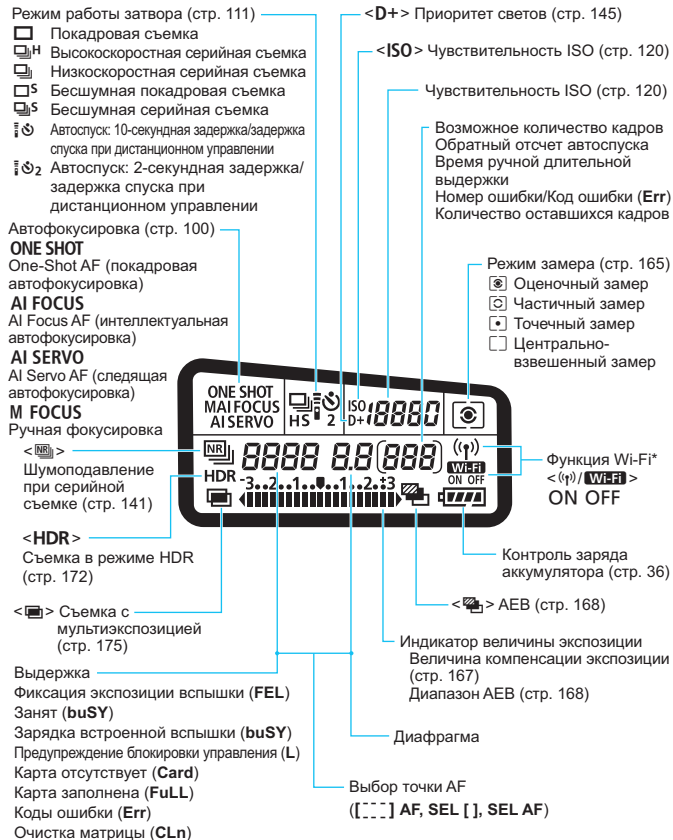 Режим работы затвора (стр. 111)
Покадровая съемка
H Высокоскоростная серийная съемка
Низкоскоростная серийная съемка
S Бесшумная покадровая съемка
S Бесшумная серийная съемка
Автоспуск: 10-секундная задержка/задержка
спуска при дистанционном управлении
2 Автоспуск: 2-секундная задержка/
задержка спуска при
дистанционном управлении
Автофокусировка (стр. 100)
ONE SHOT
One-Shot AF (покадровая
автофокусировка)
AI FOCUS
AI Focus AF (интеллектуальная
автофокусировка)
AI SERVO
AI Servo AF (следящая
автофокусировка)
M FOCUS
Ручная фокусировка
<NR>
Шумоподавление
при серийной
съемке (стр. 141)
<HDR>
Съемка в режиме HDR
(стр. 172)
< > Съемка с
мультиэкспозицией
(стр. 175)
Выдержка
Фиксация экспозиции вспышки (FEL)
Занят (buSY)
Зарядка встроенной вспышки (buSY)
Предупреждение блокировки управления (L)
Карта отсутствует (Card)
Карта заполнена (FuLL)
Коды ошибки (Err)
Очистка матрицы (CLn)
<D+> Приоритет светов (стр. 145)
<ISO> Чувствительность ISO (стр. 120)
Чувствительность ISO (стр. 120)
Возможное количество кадров
Обратный отсчет автоспуска
Время ручной длительной
выдержки
Номер ошибки/Код ошибки (Err)
Количество оставшихся кадров
Режим замера (стр. 165)
Оценочный замер
Частичный замер
Точечный замер
Центрально-
взвешенный замер
ONE SHOT
MAI FOCUS
AI SERVO
HS 2
ISO
D+
18880
NR
8888 8.8 (888)
Wi-Fi
ON OFF
HDR
-3..2..1..0..1..2.+3
Функция Wi-Fi*
< / Wi-Fi >
ON OFF
Контроль заряда
аккумулятора (стр. 36)
< > AEB (стр. 168)
Индикатор величины экспозиции
Величина компенсации экспозиции
(стр. 167)
Диапазон AEB (стр. 168)
Диафрагма
Выбор точки AF
([ --- ] AF, SEL [ ], SEL AF)